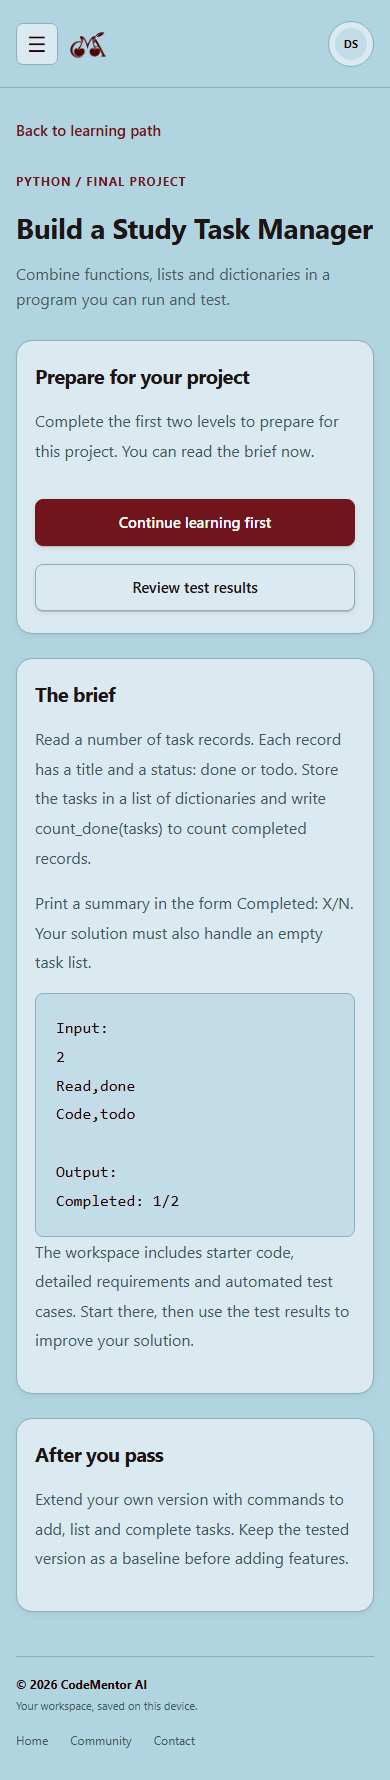 ☰
DS
Back to learning path
PYTHON / FINAL PROJECT
Build a Study Task Manager
Combine functions, lists and dictionaries in a
program you can run and test.
Prepare for your project
Complete the first two levels to prepare for
this project. You can read the brief now.
Continue learning first
Review test results
The brief
Read a number of task records. Each record
has a title and a status: done or todo. Store
the tasks in a list of dictionaries and write
count_done(tasks) to count completed
records.
Print a summary in the form Completed: X/N.
Your solution must also handle an empty
task list.
Input:
2
Read,done
Code,todo
Output:
Completed: 1/2
The workspace includes starter code,
detailed requirements and automated test
cases. Start there, then use the test results to
improve your solution.
After you pass
Extend your own version with commands to
add, list and complete tasks. Keep the tested
version as a baseline before adding features.
© 2026 CodeMentor AI
Your workspace, saved on this device.
Home Community Contact